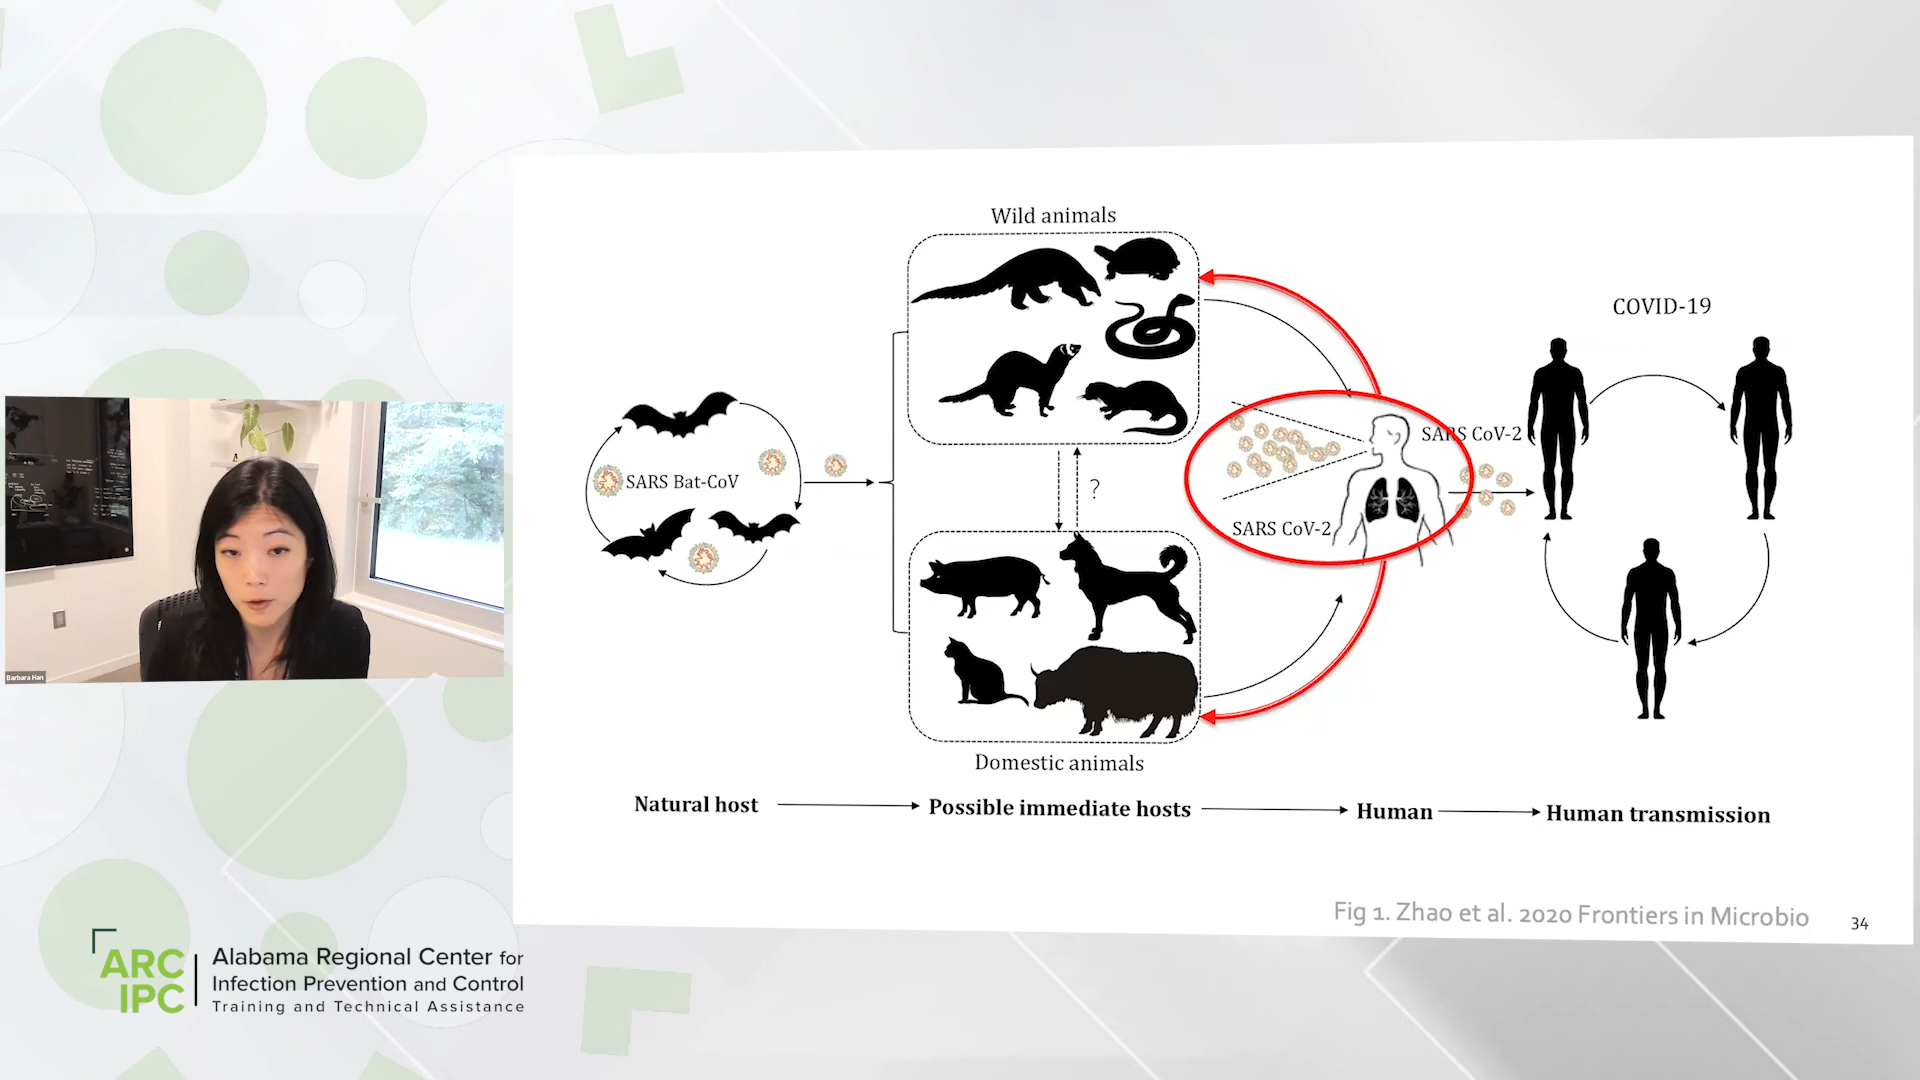 Wild animals
COVID-19
SARS CoV-2
SARS Bat-CoV
?
SARS CoV-2
Domestic animals
Natural host
Possible immediate hosts
Human
Human transmission
Fig 1. Zhao et al. 2020 Frontiers in Microbio
34
Barbara Han
ARC
IPC
Alabama Regional Center for
Infection Prevention and Control
Training and Technical Assistance